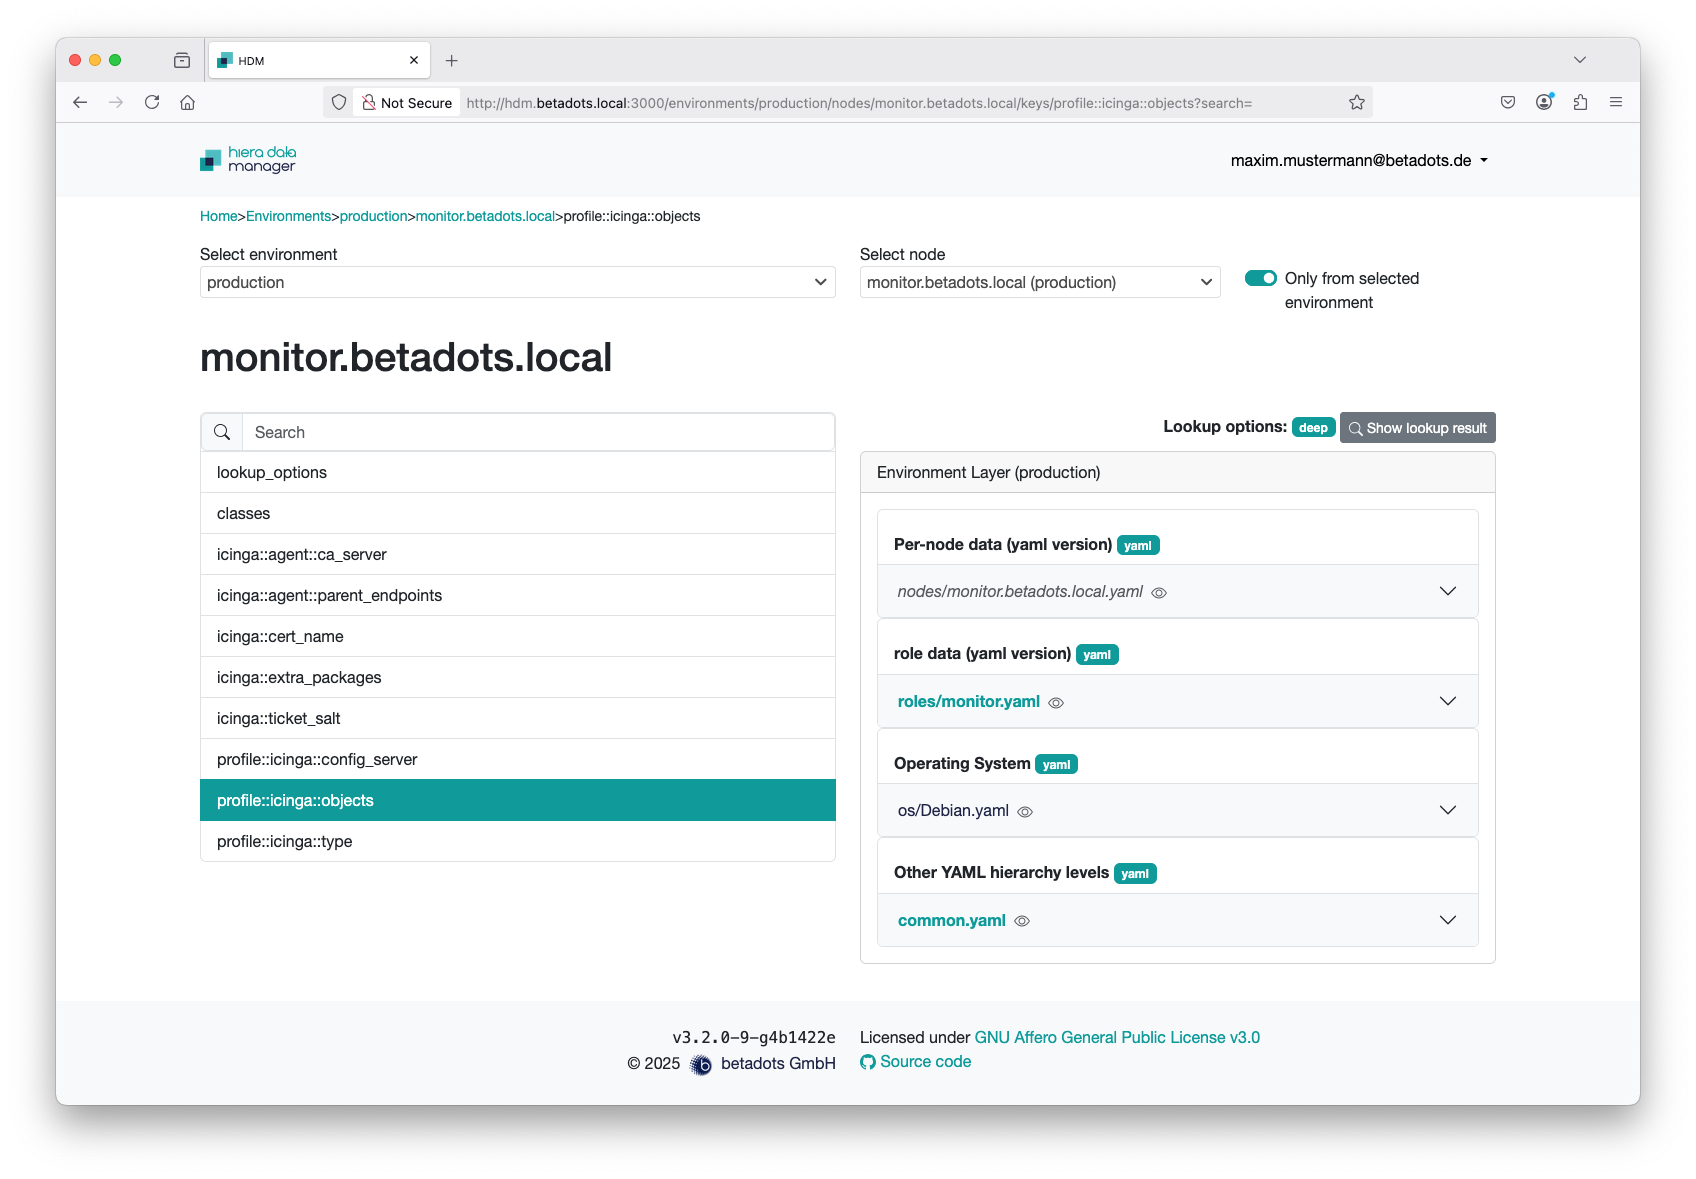 HDM
Not Secure http://hdm.betadots.local:3000/environments/production/nodes/monitor.betadots.local/keys/profile::icinga::objects?search=
hiera data
manager
maxim.mustermann@betadots.de
Home>Environments>production>monitor.betadots.local>profile::icinga::objects
Select environment
production
Select node
monitor.betadots.local (production)
Only from selected
environment
monitor.betadots.local
Search
lookup_options
classes
icinga::agent::ca_server
icinga::agent::parent_endpoints
icinga::cert_name
icinga::extra_packages
icinga::ticket_salt
profile::icinga::config_server
profile::icinga::objects
profile::icinga::type
Lookup options: deep Show lookup result
Environment Layer (production)
Per-node data (yaml version) yaml
nodes/monitor.betadots.local.yaml
role data (yaml version) yaml
roles/monitor.yaml
Operating System yaml
os/Debian.yaml
Other YAML hierarchy levels yaml
common.yaml
v3.2.0-9-g4b1422e
© 2025 b betadots GmbH
Licensed under GNU Affero General Public License v3.0
Source code